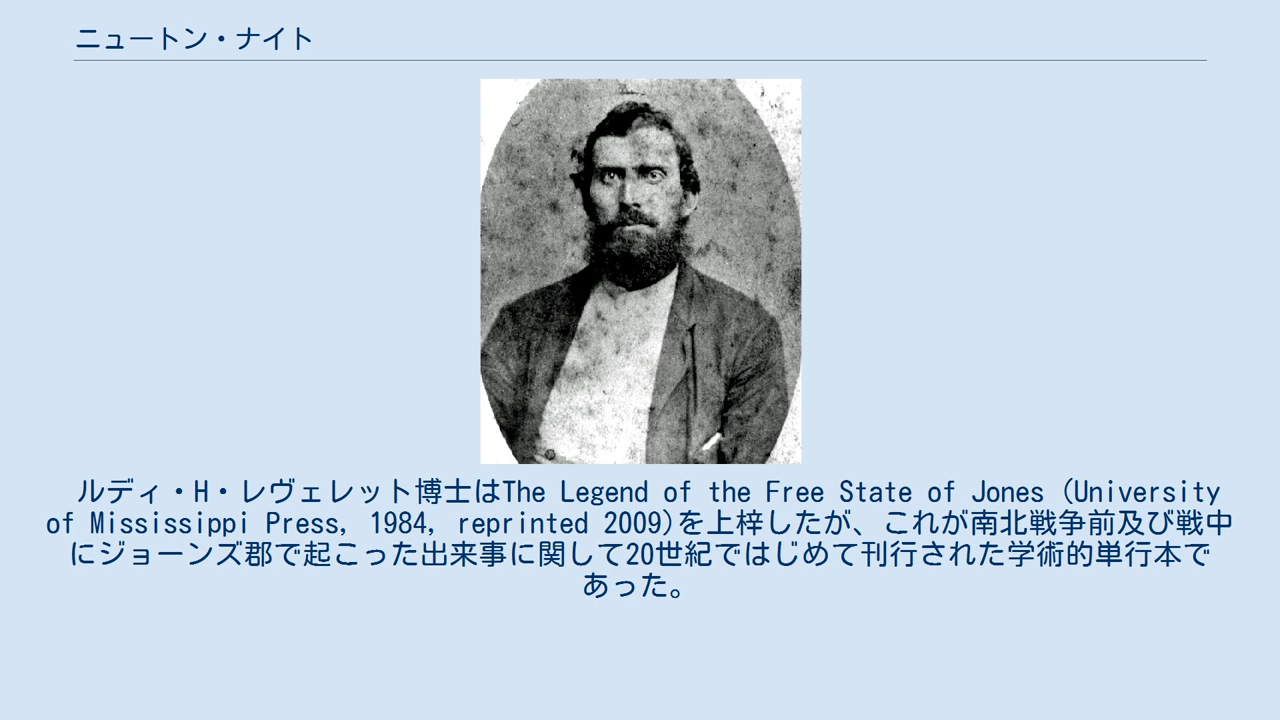 ニュートン・ナイト
ルディ・H・レヴェレット博士はThe Legend of the Free State of Jones (University
of Mississippi Press, 1984, reprinted 2009)を上梓したが、これが南北戦争前及び戦中
にジョーンズ郡で起こった出来事に関して20世紀ではじめて刊行された学術的単行本で
あった。